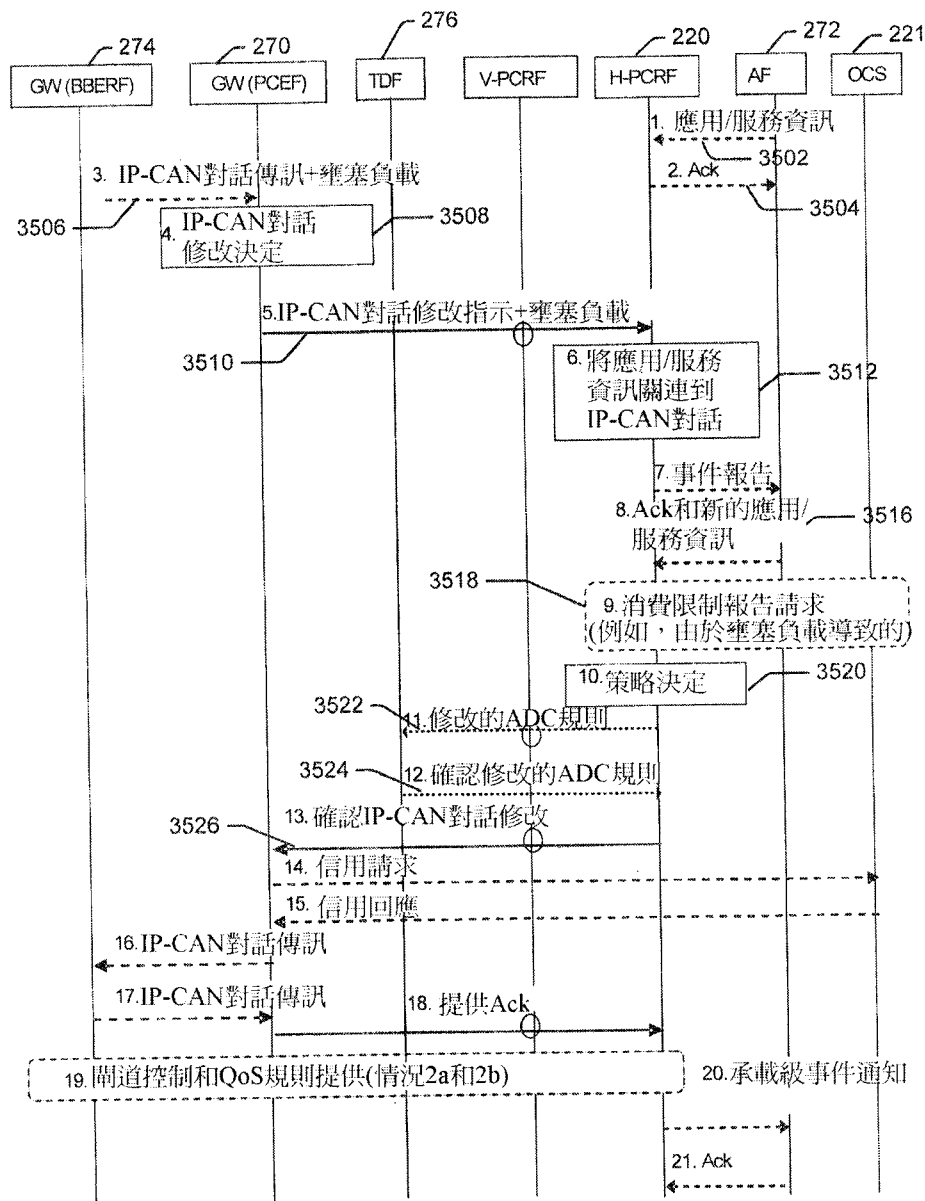 274
270
276
220
272
221
GW (BBERF)
GW (PCEF)
TDF
V-PCRF
H-PCRF
AF
OCS
1. 應用/服務資訊
3502
2. Ack
3504
3. IP-CAN對話傳訊+壅塞負載
3506
3508
4. IP-CAN對話
修改決定
5.IP-CAN對話修改指示+壅塞負載
3510
6. 將應用/服務
資訊關連到
IP-CAN對話
3512
7.事件報告
8.Ack和新的應用/
服務資訊
3516
3518
9.消費限制報告請求
(例如,由於壅塞負載導致的)
10.策略決定
3520
3522
11.修改的ADC規則
3524
12.確認修改的ADC規則
13.確認IP-CAN對話修改
3526
14. 信用請求
15. 信用回應
16.IP-CAN對話傳訊
17.IP-CAN對話傳訊
18. 提供Ack
19.閘道控制和QoS規則提供(情況2a和2b)
20.承載級事件通知
21. Ack